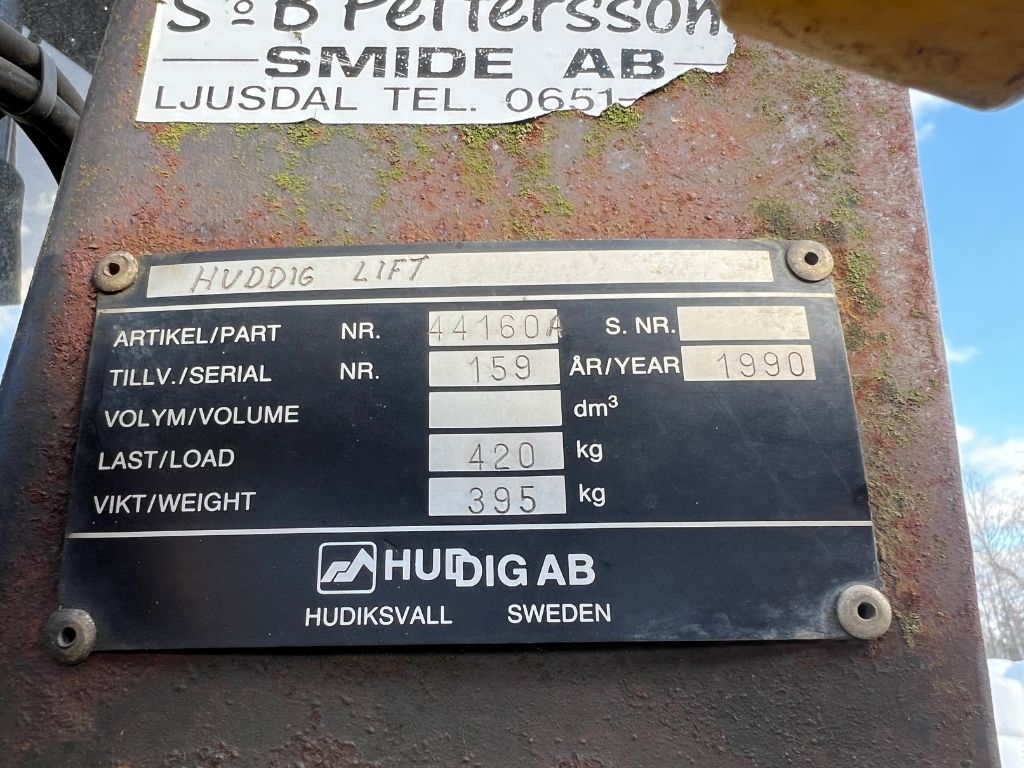 S o B Pettersson
SMIDE AB
LJUSDAL TEL. 0651-
HUDDIG LIFT
ARTIKEL/PART NR. 44160A S. NR.
TILLV./SERIAL NR. 159 ÅR/YEAR 1990
VOLYM/VOLUME dm³
LAST/LOAD 420 kg
VIKT/WEIGHT 395 kg
HUDDIG AB
HUDIKSVALL SWEDEN